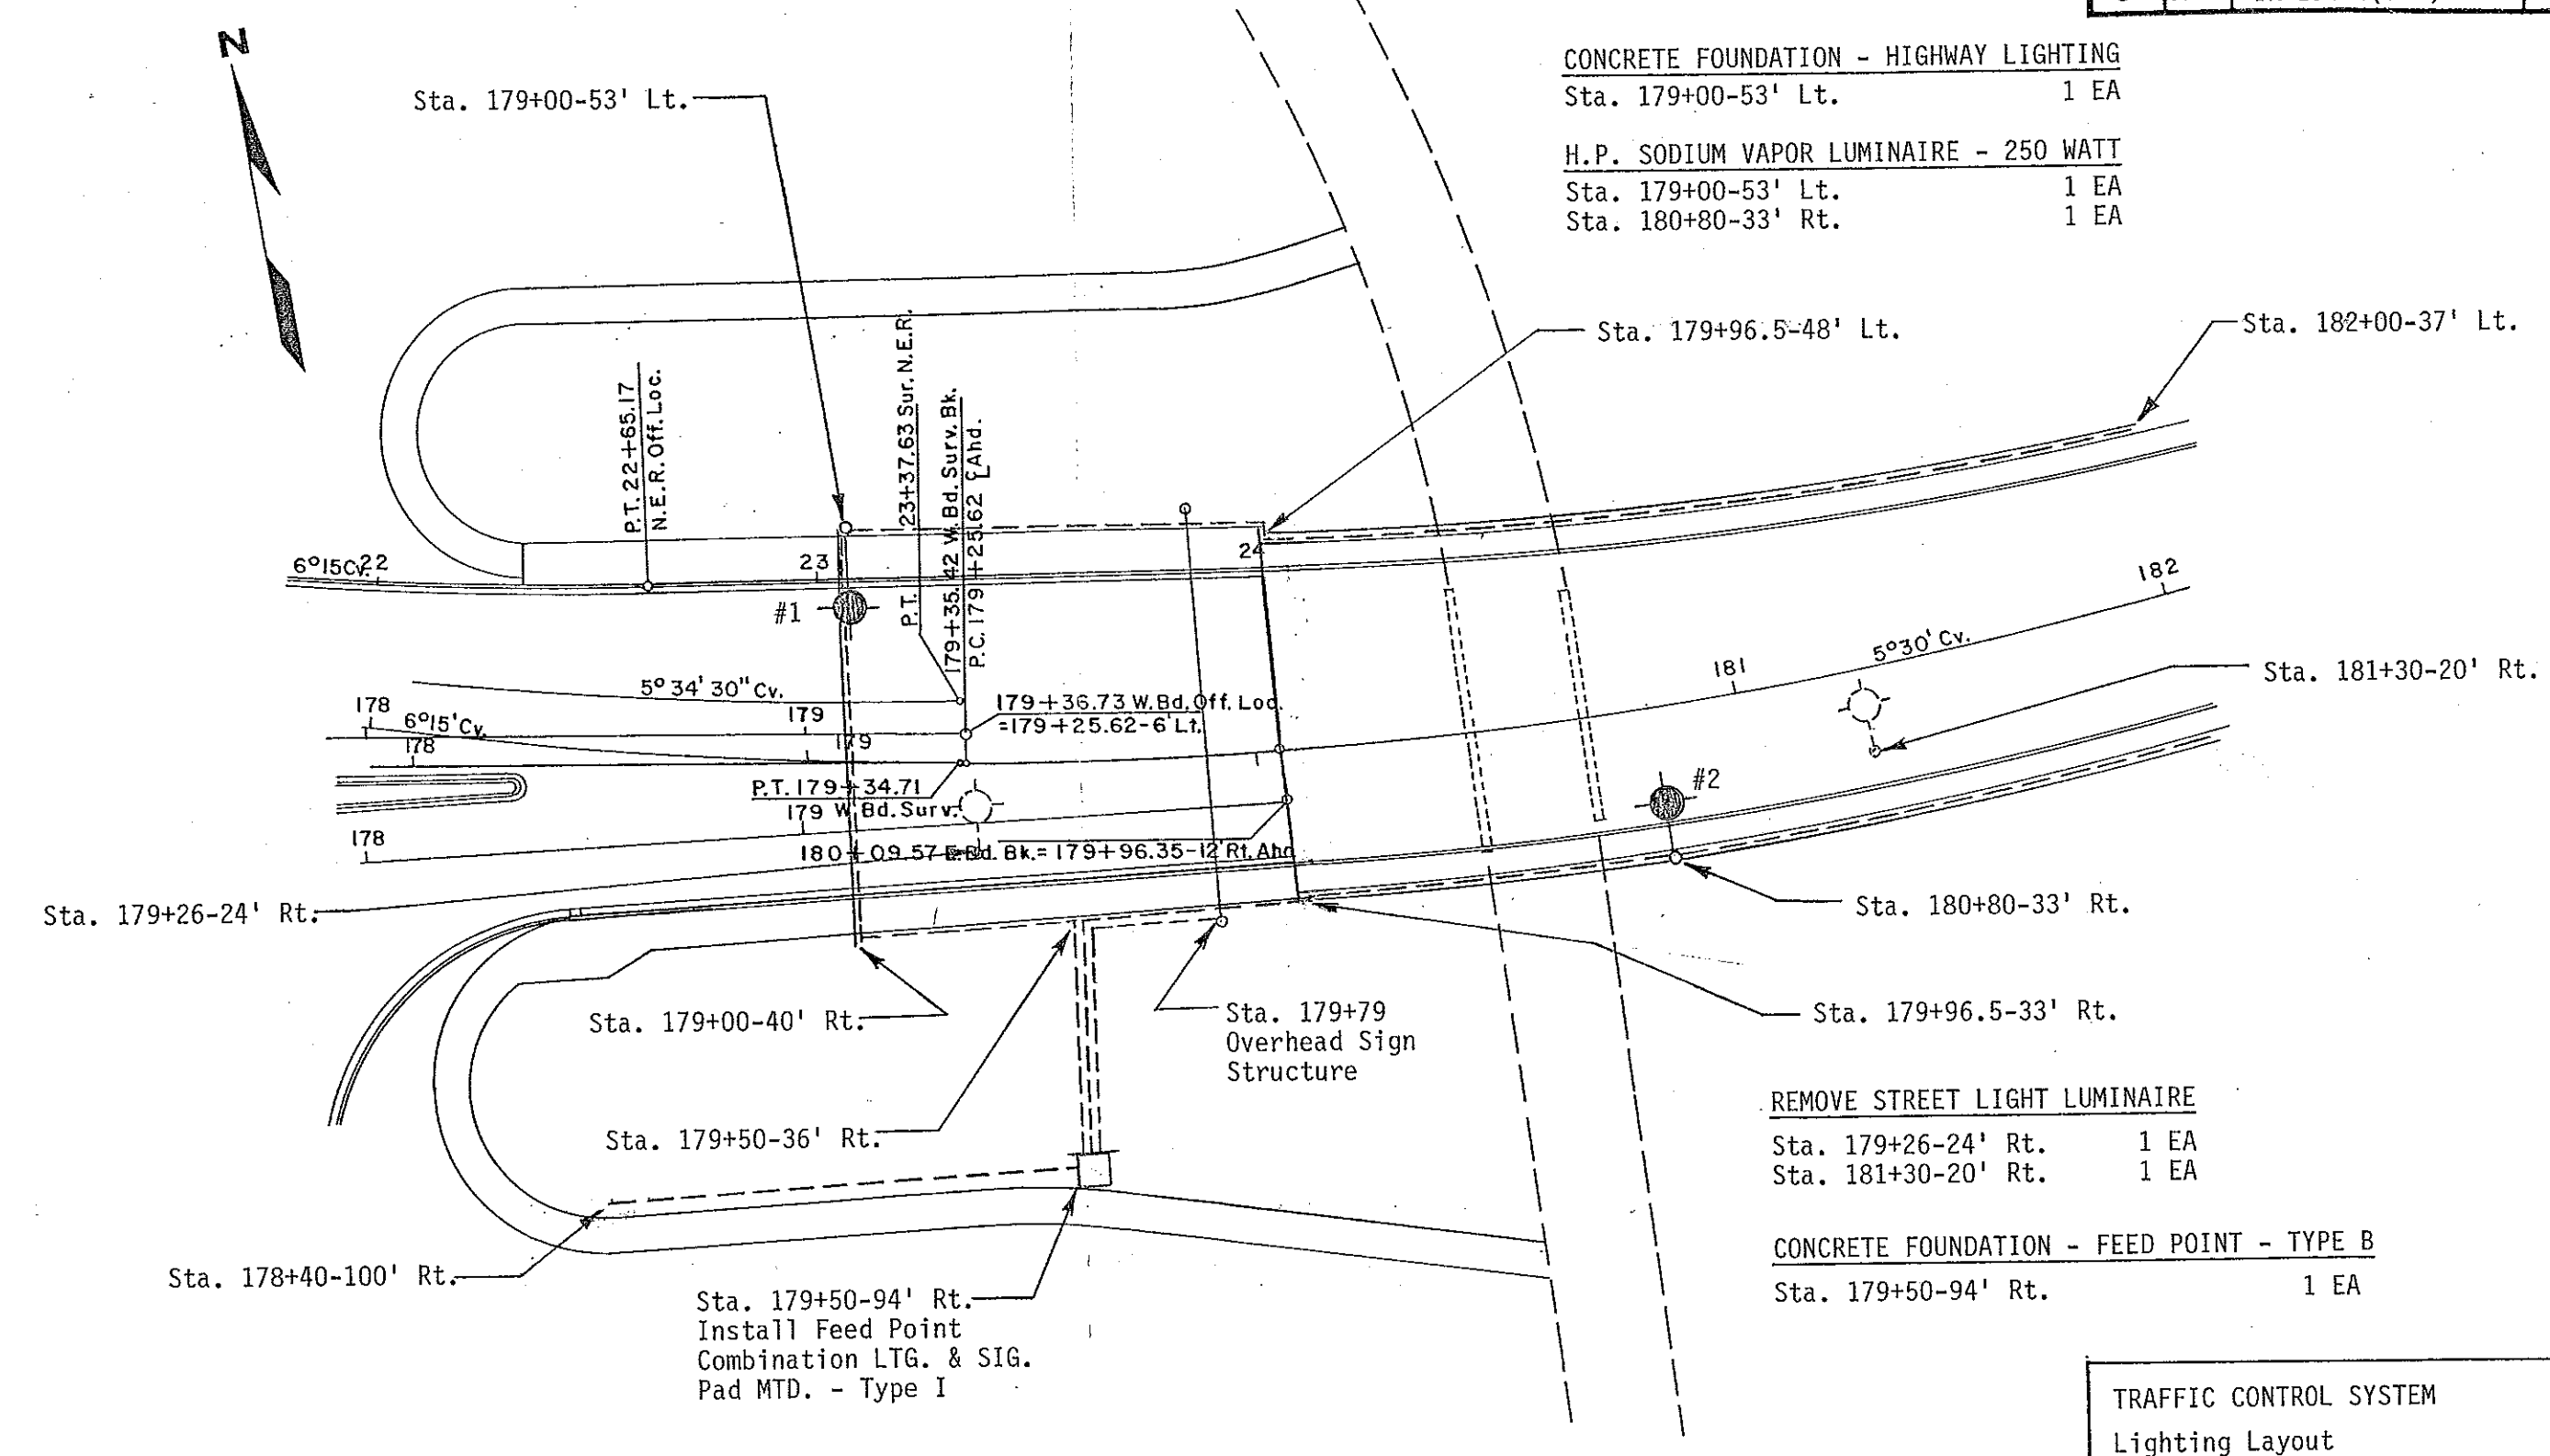 N
CONCRETE FOUNDATION - HIGHWAY LIGHTING
Sta. 179+00-53' Lt. 1 EA
H.P. SODIUM VAPOR LUMINAIRE - 250 WATT
Sta. 179+00-53' Lt. 1 EA
Sta. 180+80-33' Rt. 1 EA
Sta. 179+00-53' Lt.
Sta. 179+96.5-48' Lt.
Sta. 182+00-37' Lt.
P.T. 22+65.17
N.E.R. Off. Loc.
P.T. 23+37.63 Sur. N.E.R.
179+35.42 W. Bd. Surv. Bk.
P.C. 179+25.62 ℄ Ahd.
6°15' Cv.
22
23
24
#1
5°34'30" Cv.
178
6°15' Cv.
179
178
179
179+36.73 W. Bd. Off. Loc.
=179+25.62-6' Lt.
181
5°30' Cv.
182
Sta. 181+30-20' Rt.
P.T. 179+34.71
W. Bd. Surv.
179
178
180+09.57 E. Bd. Bk. = 179+96.35-12' Rt. Ahd.
#2
Sta. 179+26-24' Rt.
Sta. 180+80-33' Rt.
Sta. 179+00-40' Rt.
Sta. 179+79
Overhead Sign
Structure
Sta. 179+96.5-33' Rt.
Sta. 179+50-36' Rt.
REMOVE STREET LIGHT LUMINAIRE
Sta. 179+26-24' Rt. 1 EA
Sta. 181+30-20' Rt. 1 EA
CONCRETE FOUNDATION - FEED POINT - TYPE B
Sta. 179+50-94' Rt. 1 EA
Sta. 178+40-100' Rt.
Sta. 179+50-94' Rt.
Install Feed Point
Combination LTG. & SIG.
Pad MTD. - Type I
TRAFFIC CONTROL SYSTEM
Lighting Layout